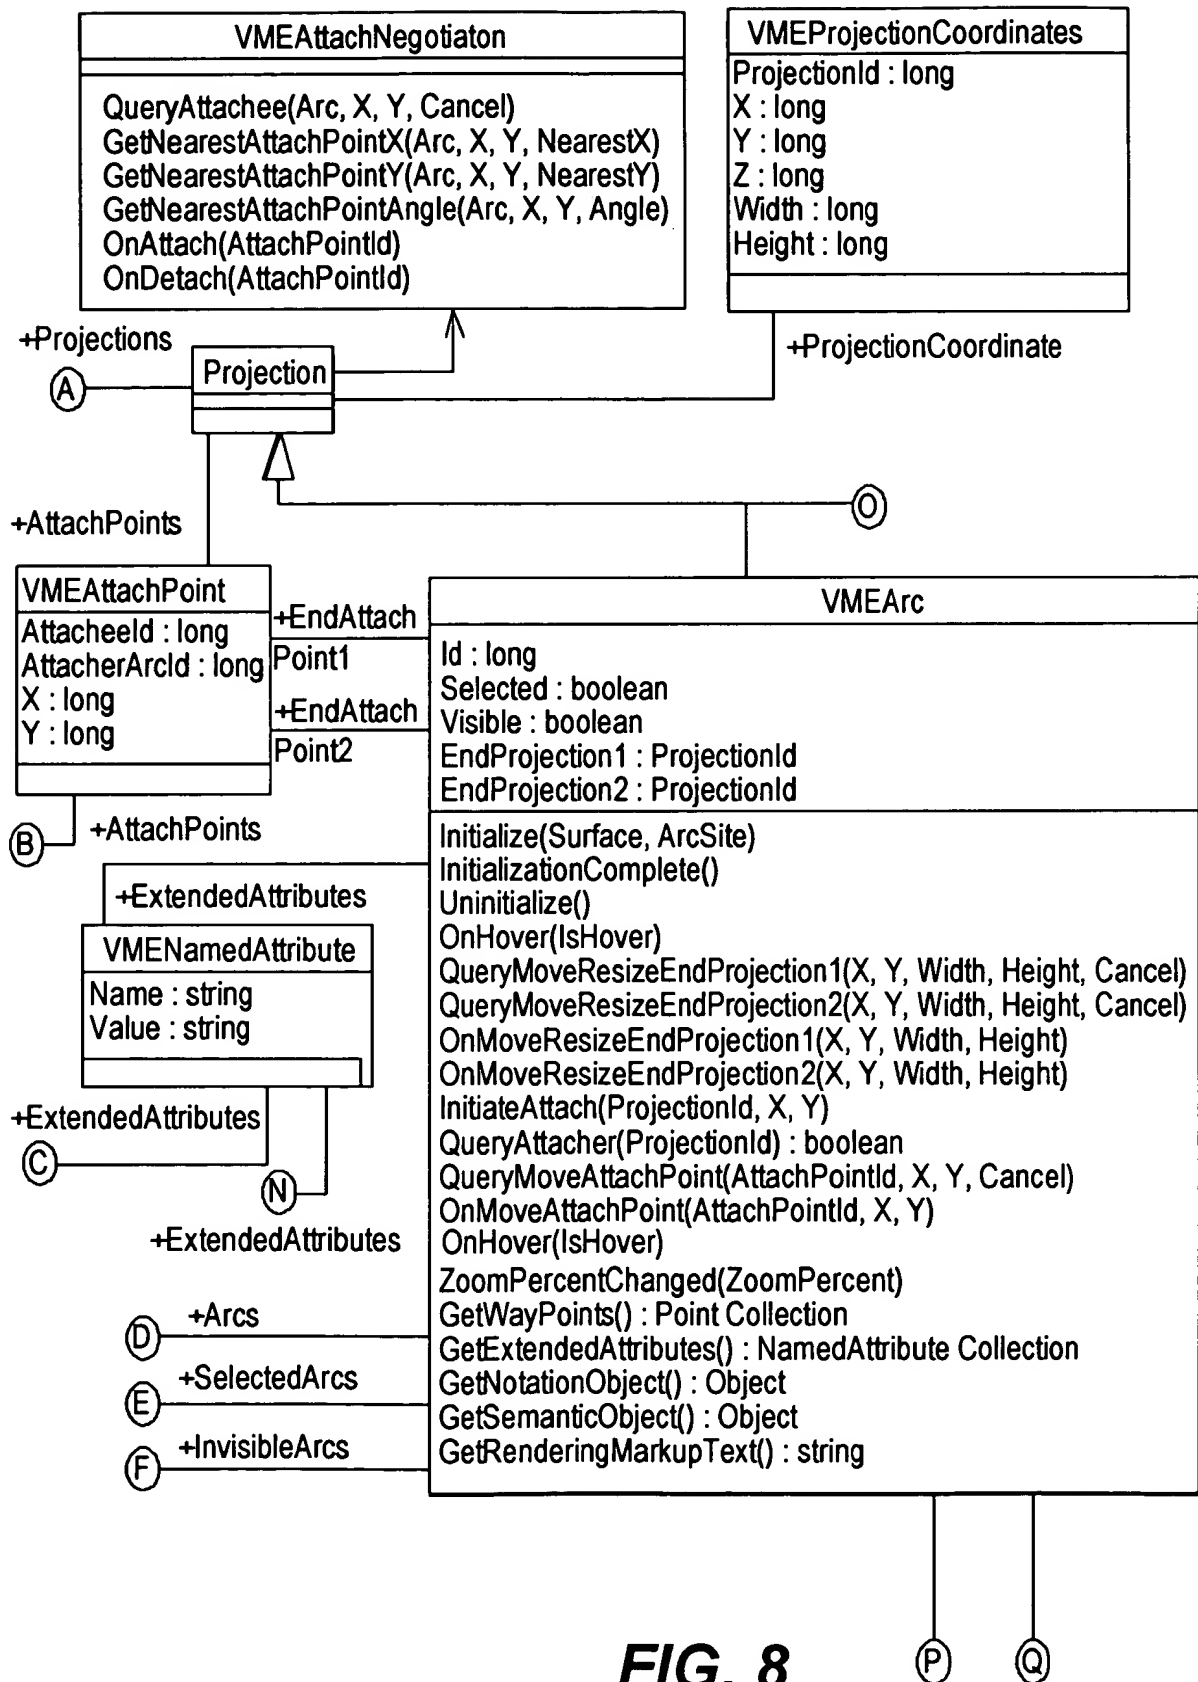 VMEAttachNegotiaton
QueryAttachee(Arc, X, Y, Cancel)
GetNearestAttachPointX(Arc, X, Y, NearestX)
GetNearestAttachPointY(Arc, X, Y, NearestY)
GetNearestAttachPointAngle(Arc, X, Y, Angle)
OnAttach(AttachPointId)
OnDetach(AttachPointId)
VMEProjectionCoordinates
ProjectionId : long
X : long
Y : long
Z : long
Width : long
Height : long
+Projections
A
Projection
+ProjectionCoordinate
O
+AttachPoints
VMEAttachPoint
AttacheeId : long
AttacherArcId : long
X : long
Y : long
+EndAttach
Point1
+EndAttach
Point2
B
+AttachPoints
+ExtendedAttributes
VMENamedAttribute
Name : string
Value : string
+ExtendedAttributes
C
N
+ExtendedAttributes
+Arcs
D
+SelectedArcs
E
+InvisibleArcs
F
VMEArc
Id : long
Selected : boolean
Visible : boolean
EndProjection1 : ProjectionId
EndProjection2 : ProjectionId
Initialize(Surface, ArcSite)
InitializationComplete()
Uninitialize()
OnHover(IsHover)
QueryMoveResizeEndProjection1(X, Y, Width, Height, Cancel)
QueryMoveResizeEndProjection2(X, Y, Width, Height, Cancel)
OnMoveResizeEndProjection1(X, Y, Width, Height)
OnMoveResizeEndProjection2(X, Y, Width, Height)
InitiateAttach(ProjectionId, X, Y)
QueryAttacher(ProjectionId) : boolean
QueryMoveAttachPoint(AttachPointId, X, Y, Cancel)
OnMoveAttachPoint(AttachPointId, X, Y)
OnHover(IsHover)
ZoomPercentChanged(ZoomPercent)
GetWayPoints() : Point Collection
GetExtendedAttributes() : NamedAttribute Collection
GetNotationObject() : Object
GetSemanticObject() : Object
GetRenderingMarkupText() : string
P
Q
FIG. 8